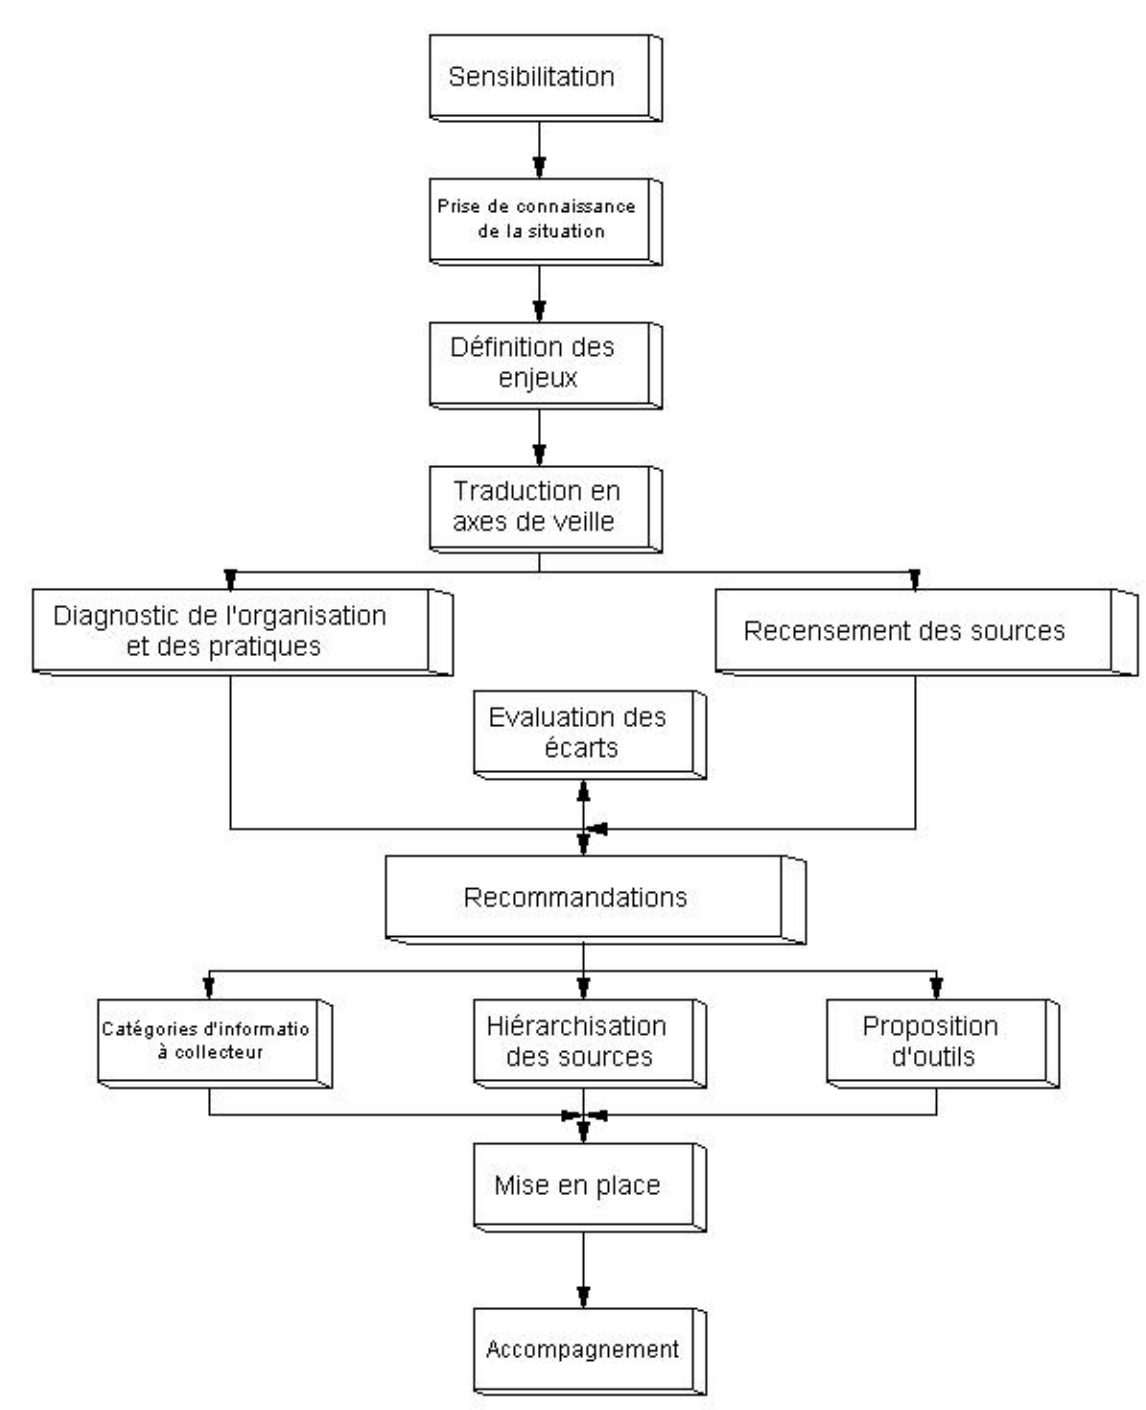 Sensibilitation
Prise de connaissance
de la situation
Définition des
enjeux
Traduction en
axes de veille
Diagnostic de l'organisation
et des pratiques
Recensement des sources
Evaluation des
écarts
Recommandations
Catégories d'informatio
à collecteur
Hiérarchisation
des sources
Proposition
d'outils
Mise en place
Accompagnement